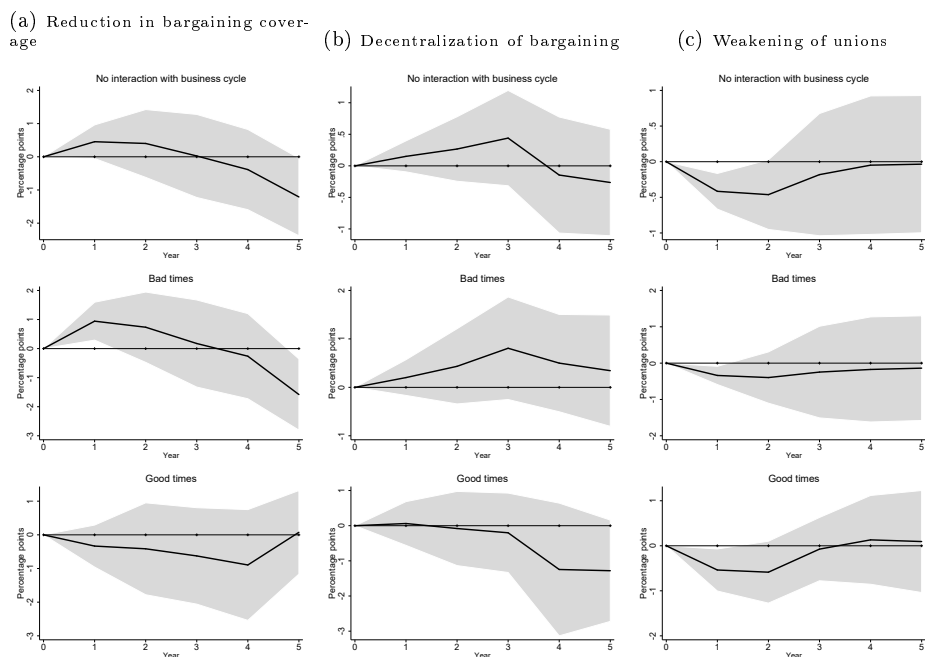 (a) Reduction in bargaining cover-
age
(b) Decentralization of bargaining
(c) Weakening of unions
No interaction with business cycle
Percentage points
2
1
0
-1
-2
0 1 2 3 4 5
Year
No interaction with business cycle
Percentage points
1
.5
0
-.5
-1
0 1 2 3 4 5
Year
No interaction with business cycle
Percentage points
1
.5
0
-.5
-1
0 1 2 3 4 5
Year
Bad times
Percentage points
2
1
0
-1
-2
-3
0 1 2 3 4 5
Year
Bad times
Percentage points
2
1
0
-1
0 1 2 3 4 5
Year
Bad times
Percentage points
2
1
0
-1
-2
0 1 2 3 4 5
Year
Good times
Percentage points
1
0
-1
-2
-3
0 1 2 3 4 5
Year
Good times
Percentage points
1
0
-1
-2
-3
0 1 2 3 4 5
Year
Good times
Percentage points
1
0
-1
-2
0 1 2 3 4 5
Year